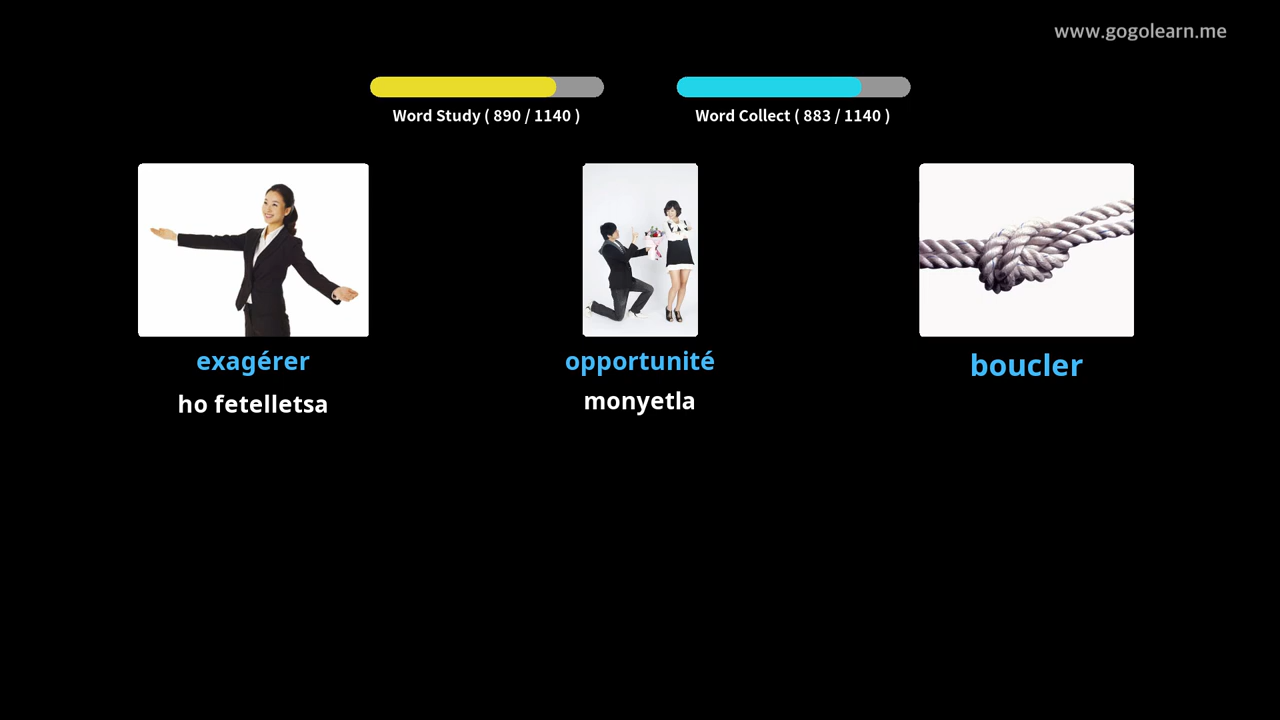 www.gogolearn.me
Word Study ( 890 / 1140 )
Word Collect ( 883 / 1140 )
exagérer
ho fetelletsa
opportunité
monyetla
boucler